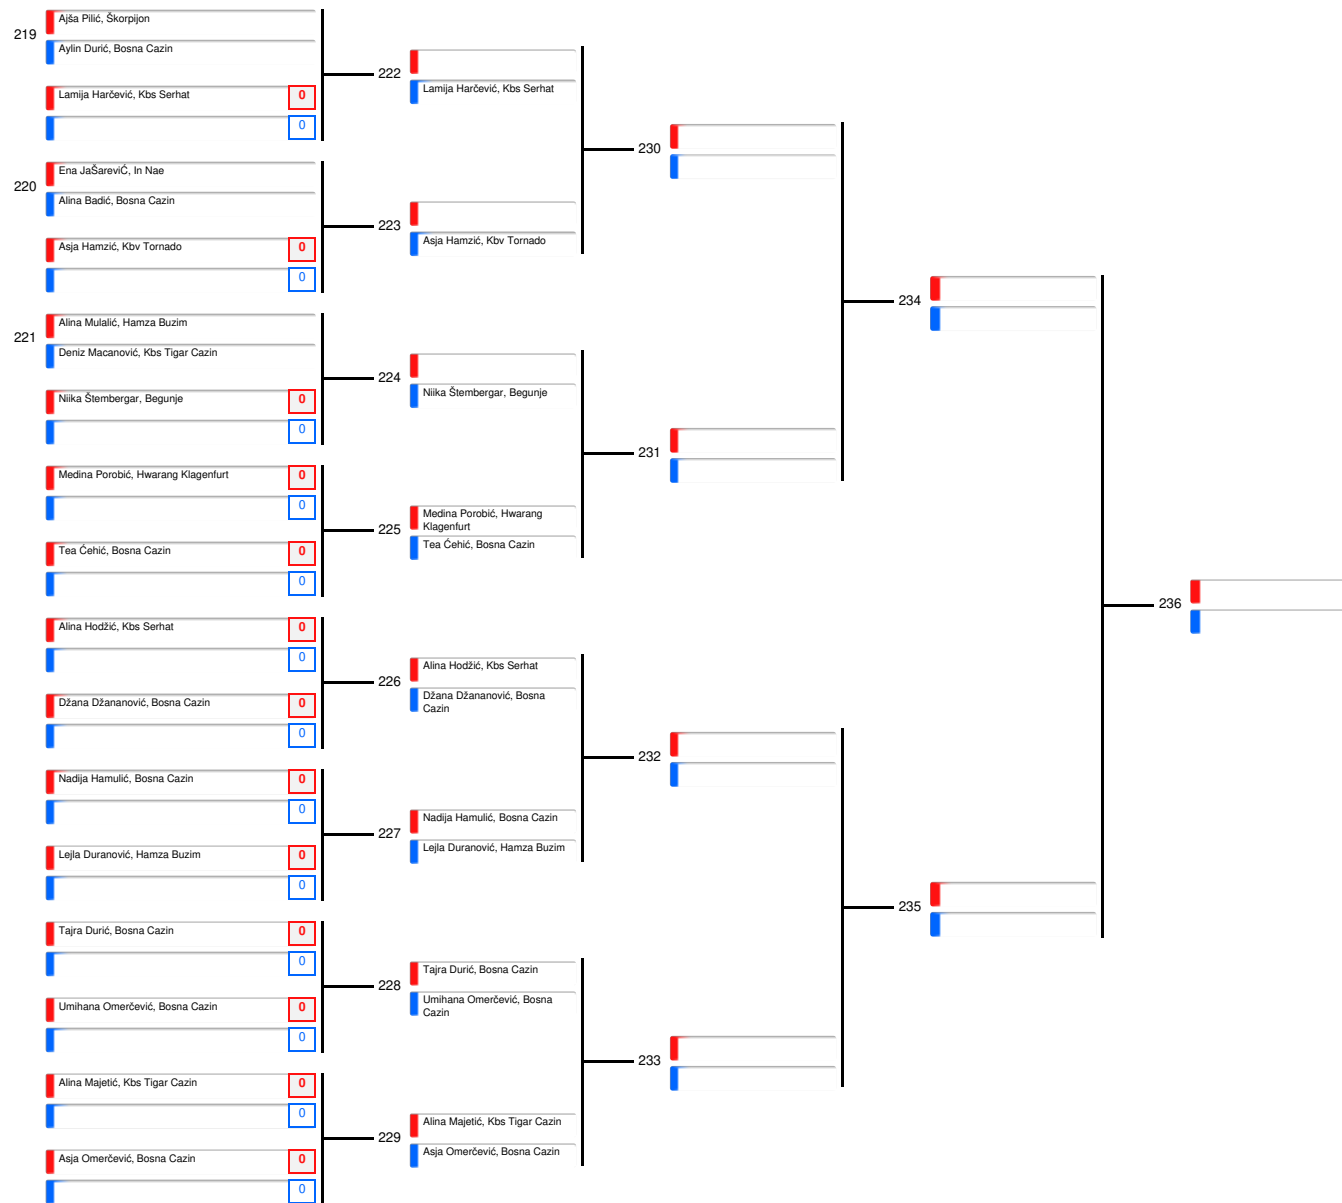 219
Ajša Pilić, Škorpijon
Aylin Durić, Bosna Cazin
Lamija Harčević, Kbs Serhat
0
0
220
Ena JaŠareviĆ, In Nae
Alina Badić, Bosna Cazin
Asja Hamzić, Kbv Tornado
0
0
221
Alina Mulalić, Hamza Buzim
Deniz Macanović, Kbs Tigar Cazin
Niika Štembergar, Begunje
0
0
Medina Porobić, Hwarang Klagenfurt
0
0
Tea Ćehić, Bosna Cazin
0
0
Alina Hodžić, Kbs Serhat
0
0
Džana Džananović, Bosna Cazin
0
0
Nadija Hamulić, Bosna Cazin
0
0
Lejla Duranović, Hamza Buzim
0
0
Tajra Durić, Bosna Cazin
0
0
Umihana Omerčević, Bosna Cazin
0
0
Alina Majetić, Kbs Tigar Cazin
0
0
Asja Omerčević, Bosna Cazin
0
0
222
Lamija Harčević, Kbs Serhat
223
Asja Hamzić, Kbv Tornado
224
Niika Štembergar, Begunje
225
Medina Porobić, Hwarang
Klagenfurt
Tea Ćehić, Bosna Cazin
226
Alina Hodžić, Kbs Serhat
Džana Džananović, Bosna
Cazin
227
Nadija Hamulić, Bosna Cazin
Lejla Duranović, Hamza Buzim
228
Tajra Durić, Bosna Cazin
Umihana Omerčević, Bosna
Cazin
229
Alina Majetić, Kbs Tigar Cazin
Asja Omerčević, Bosna Cazin
230
231
232
233
234
235
236